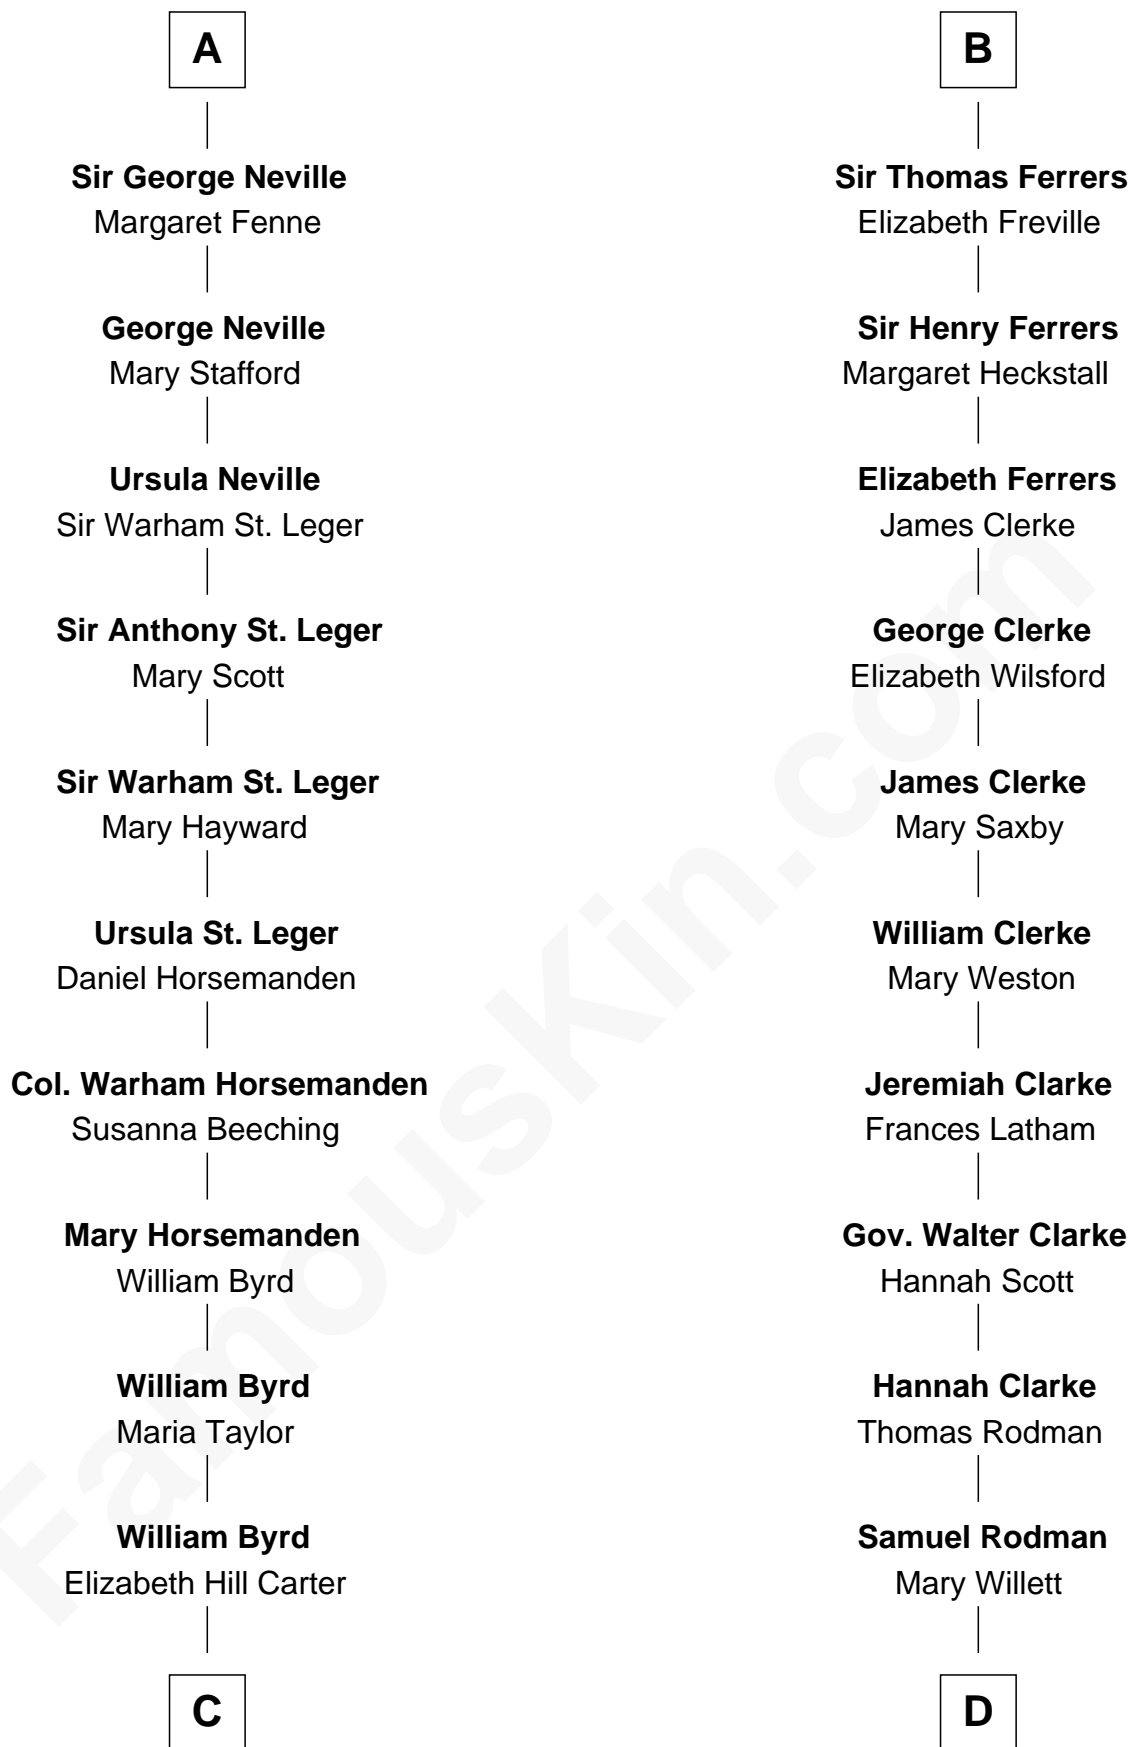 A
Sir George Neville
Margaret Fenne
George Neville
Mary Stafford
Ursula Neville
Sir Warham St. Leger
Sir Anthony St. Leger
Mary Scott
Sir Warham St. Leger
Mary Hayward
Ursula St. Leger
Daniel Horsemanden
Col. Warham Horsemanden
Susanna Beeching
Mary Horsemanden
William Byrd
William Byrd
Maria Taylor
William Byrd
Elizabeth Hill Carter
C
B
Sir Thomas Ferrers
Elizabeth Freville
Sir Henry Ferrers
Margaret Heckstall
Elizabeth Ferrers
James Clerke
George Clerke
Elizabeth Wilsford
James Clerke
Mary Saxby
William Clerke
Mary Weston
Jeremiah Clarke
Frances Latham
Gov. Walter Clarke
Hannah Scott
Hannah Clarke
Thomas Rodman
Samuel Rodman
Mary Willett
D
FamousKin.com